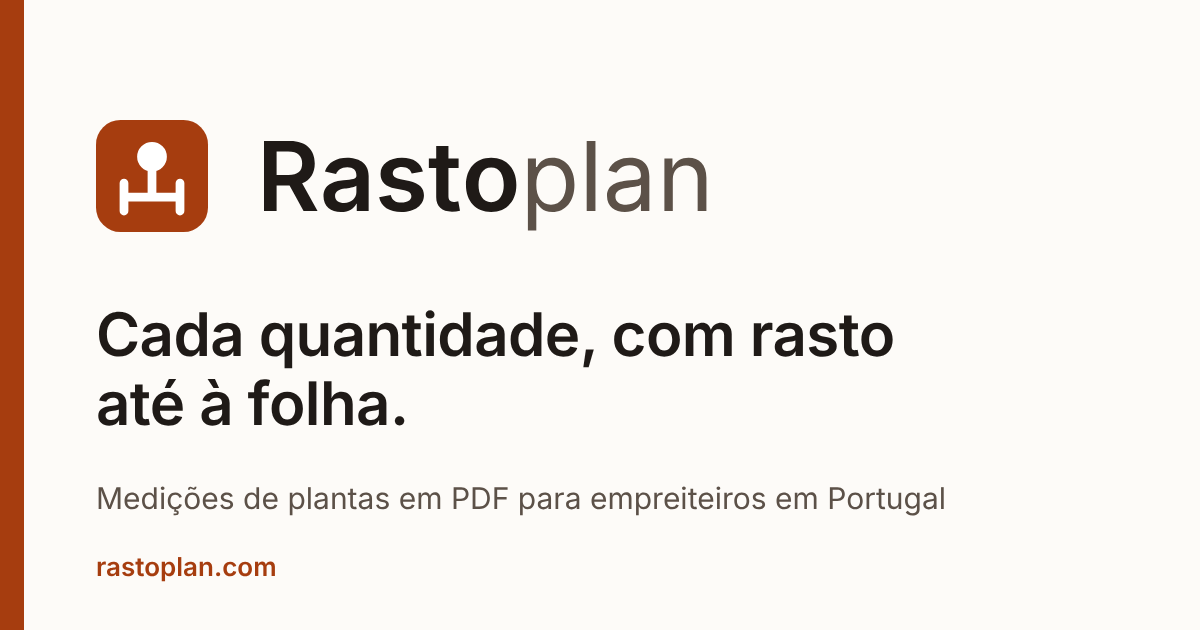 Rastoplan
Cada quantidade, com rasto
até à folha.
Medições de plantas em PDF para empreiteiros em Portugal
rastoplan.com